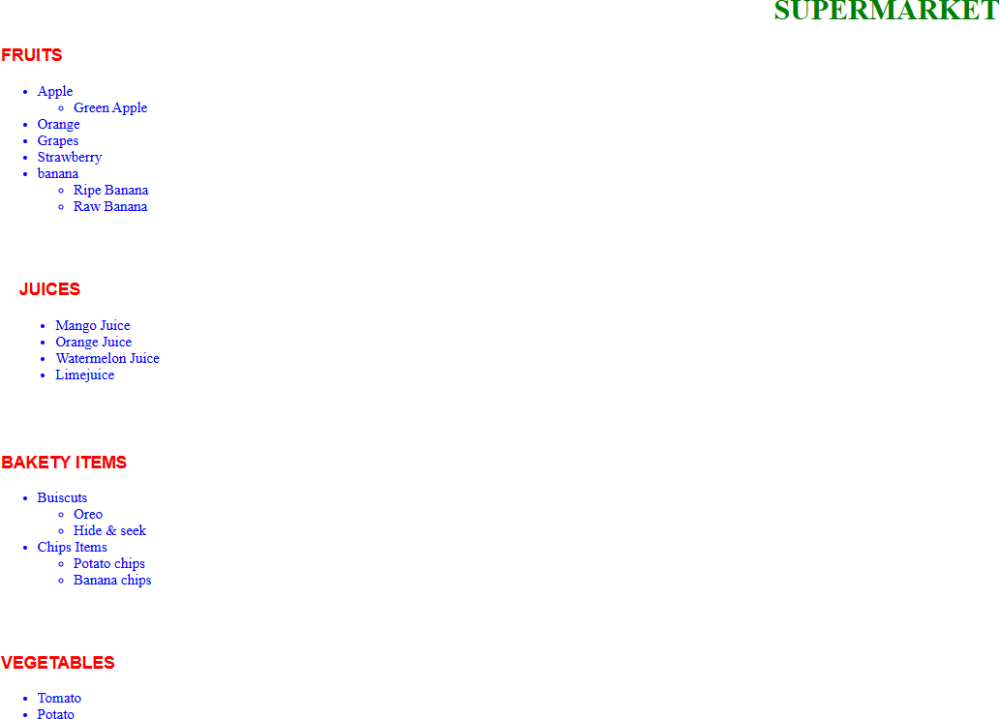 SUPERMARKET
FRUITS
Apple
Green Apple
Orange
Grapes
Strawberry
banana
Ripe Banana
Raw Banana
JUICES
Mango Juice
Orange Juice
Watermelon Juice
Limejuice
BAKETY ITEMS
Buiscuts
Oreo
Hide & seek
Chips Items
Potato chips
Banana chips
VEGETABLES
Tomato
Potato